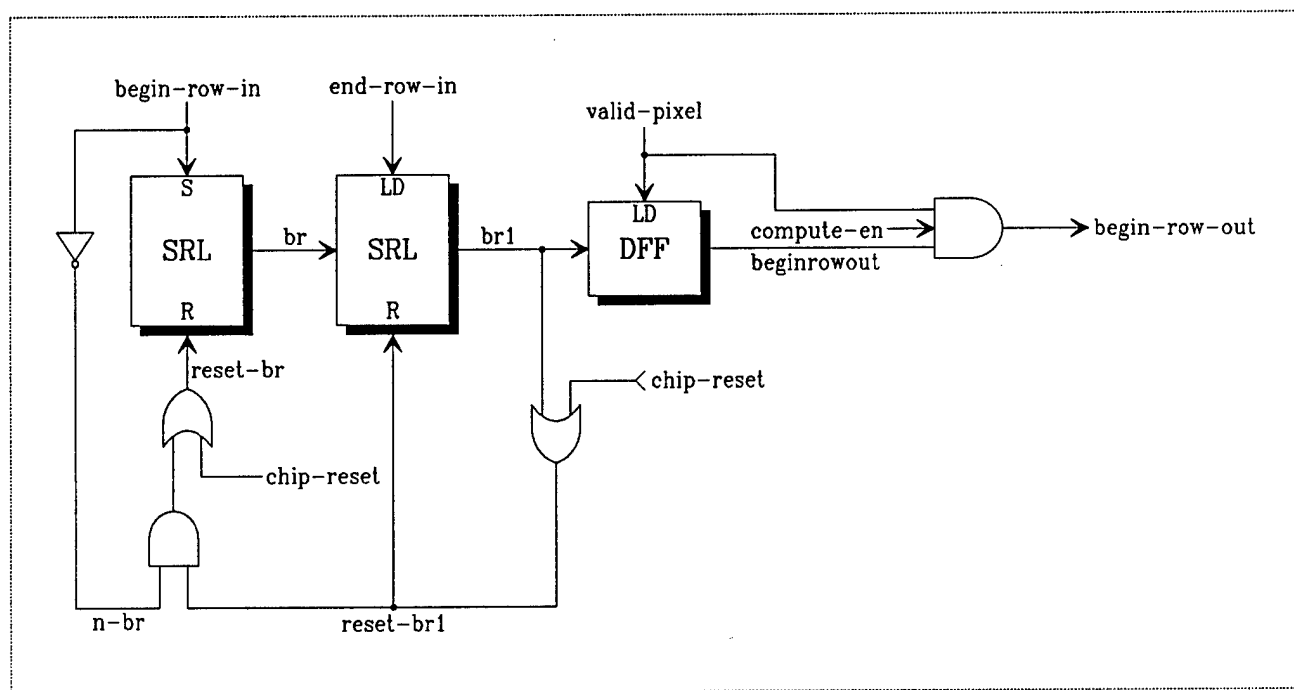 begin-row-in
end-row-in
valid-pixel
S
LD
LD
SRL
br
SRL
br1
DFF
compute-en
begin-row-out
beginrowout
R
R
reset-br
chip-reset
chip-reset
n-br
reset-br1